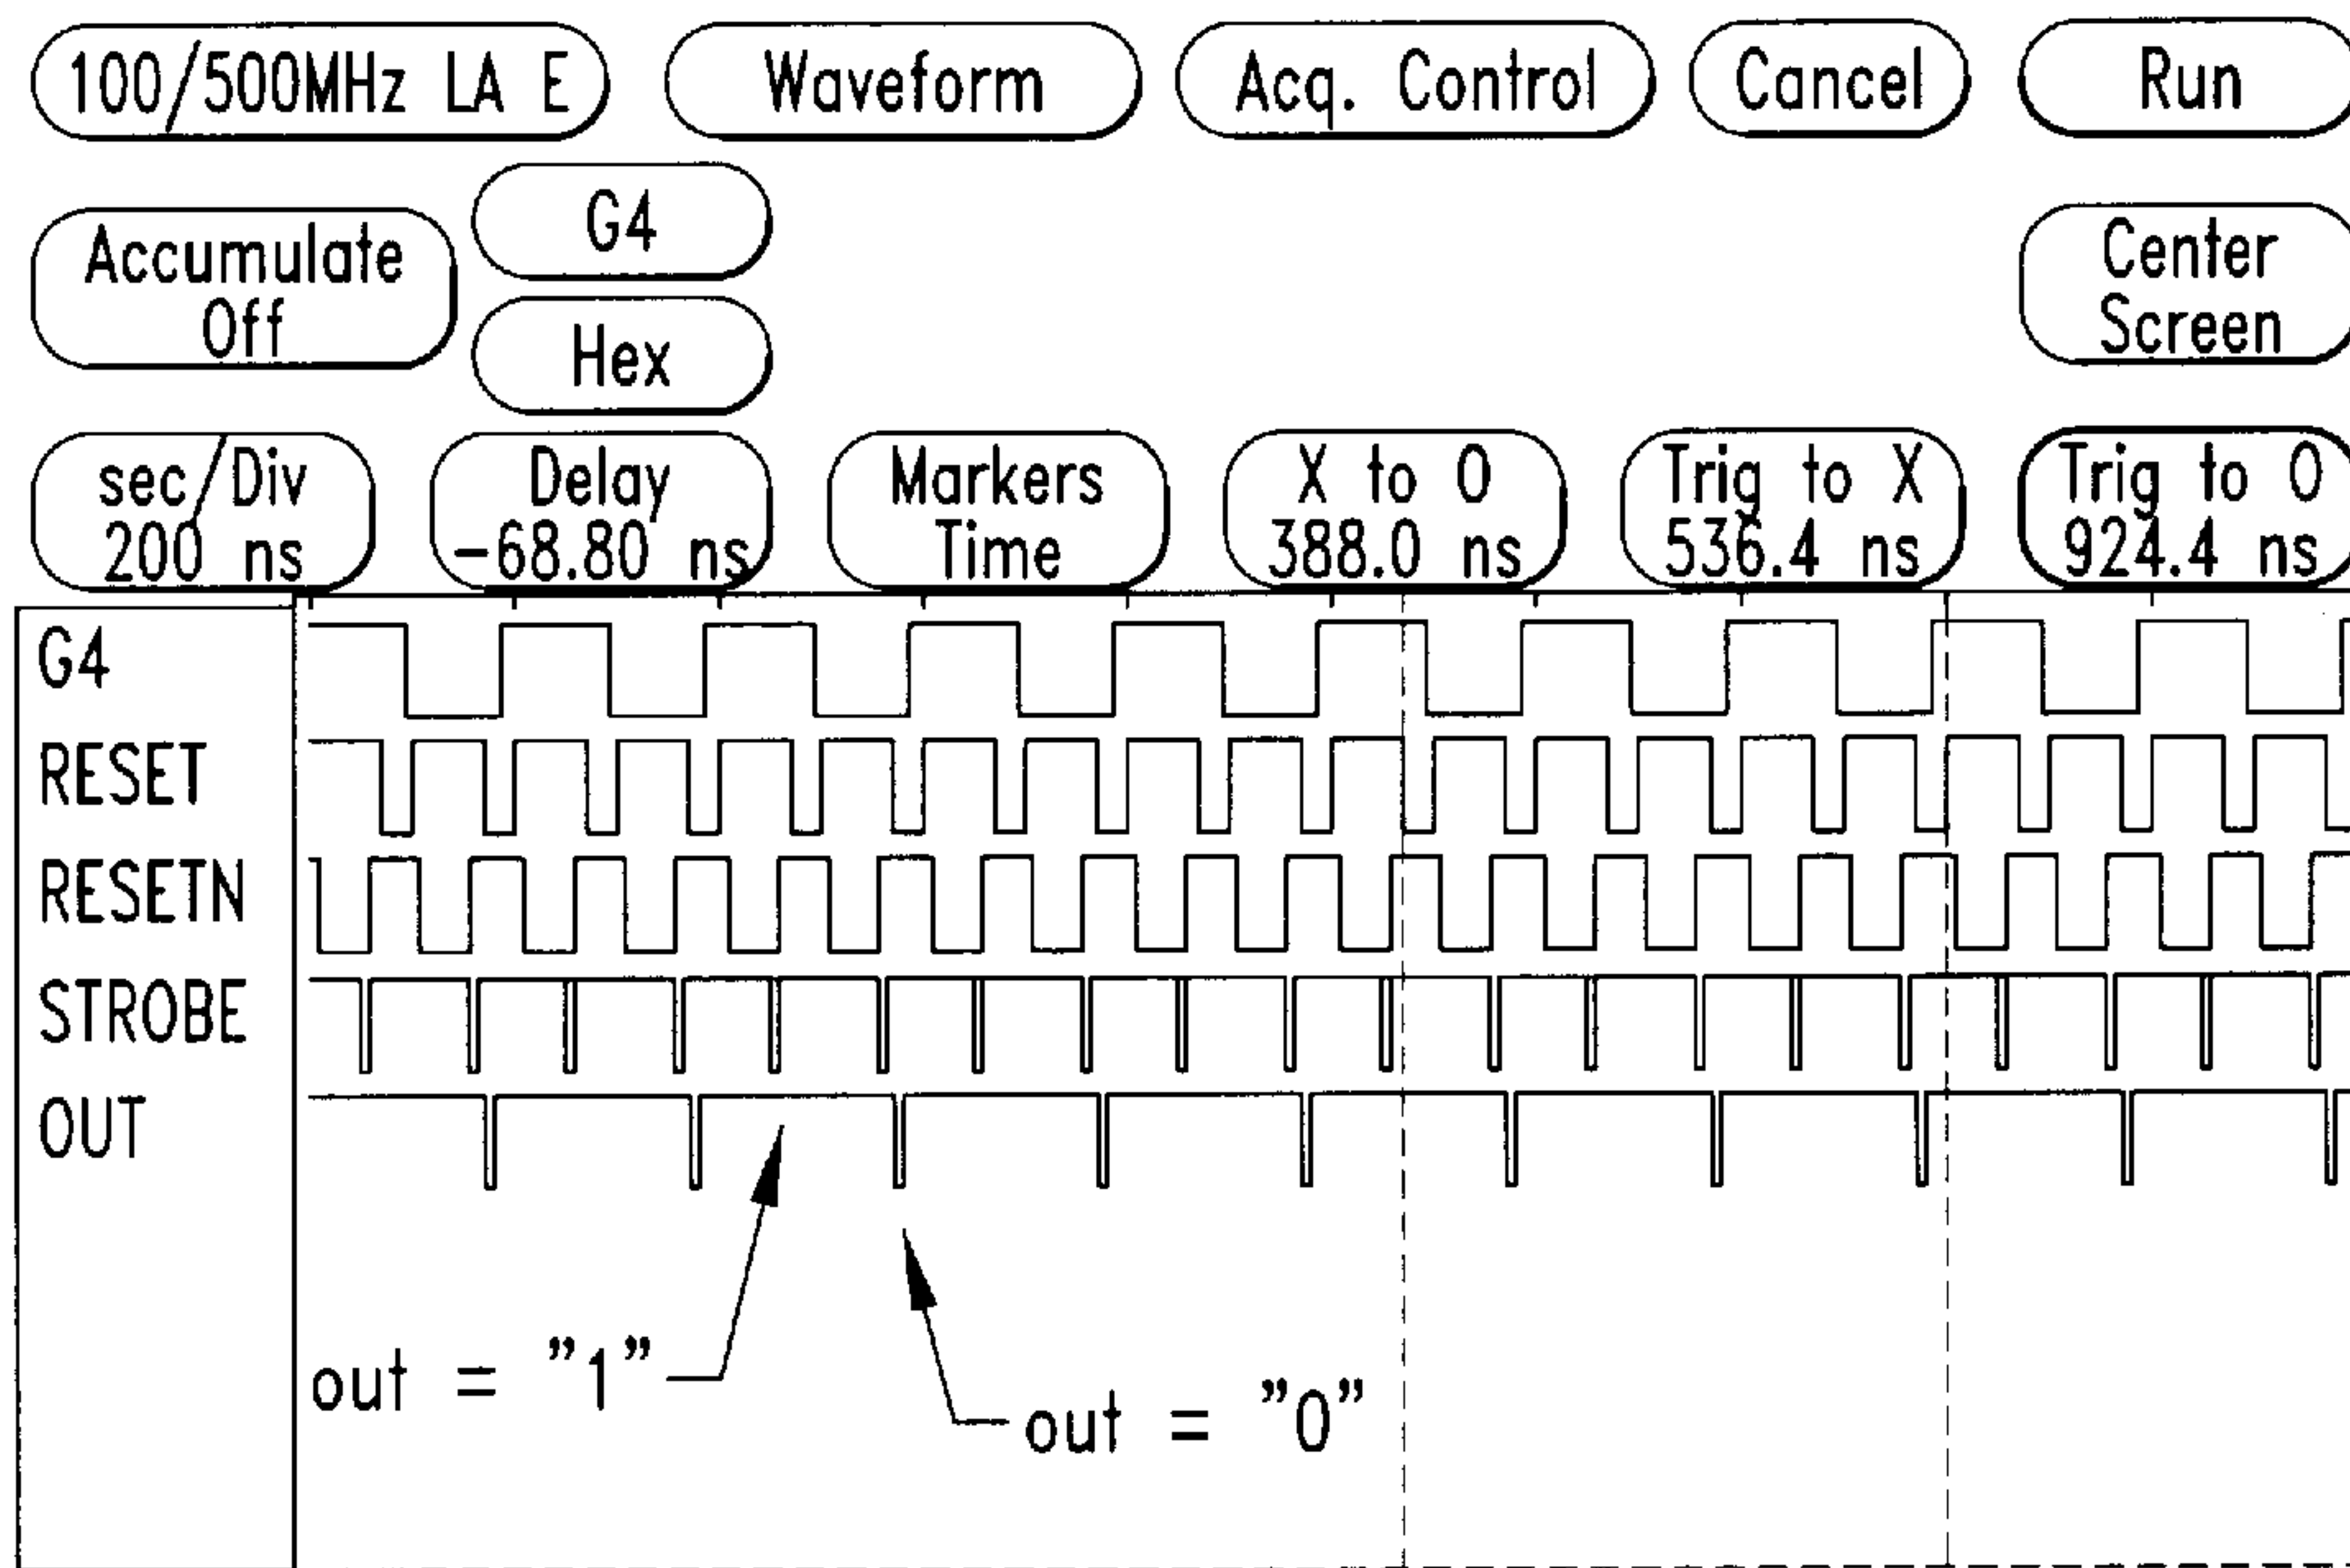 100/500MHz LA E
Waveform
Acq. Control
Cancel
Run
Accumulate
Off
G4
Hex
Center
Screen
sec/Div
200 ns
Delay
-68.80 ns
Markers
Time
X to O
388.0 ns
Trig to X
536.4 ns
Trig to O
924.4 ns
G4
RESET
RESETN
STROBE
OUT
out = "1"
out = "0"